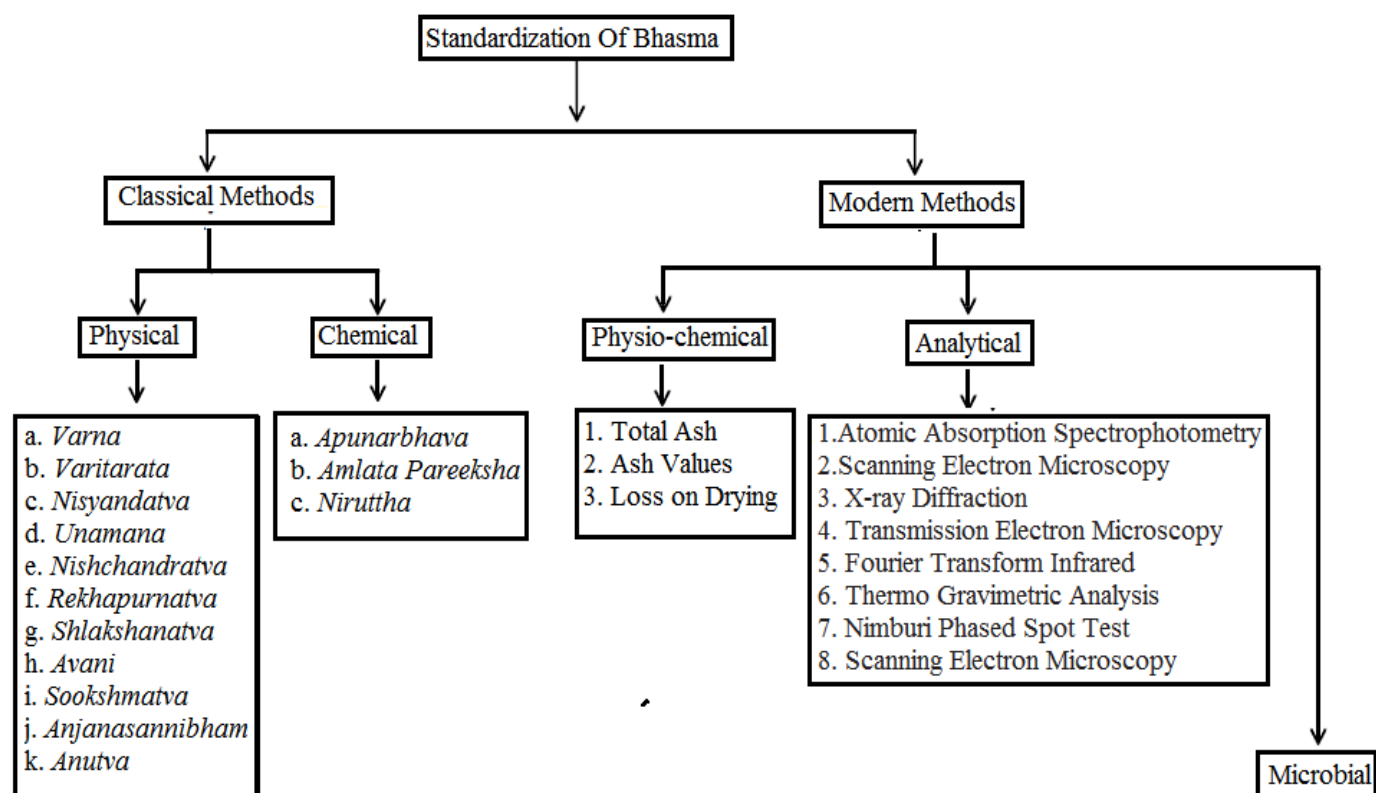 Standardization Of Bhasma
Classical Methods
Modern Methods
Physical
Chemical
Physio-chemical
Analytical
a. Varna
b. Varitarata
c. Nisyandatva
d. Unamana
e. Nishchandratva
f. Rekhapurnatva
g. Shlakshanatva
h. Avani
i. Sookshmatva
j. Anjanasannibham
k. Anutva
a. Apunarbhava
b. Amlata Pareeksha
c. Niruttha
1. Total Ash
2. Ash Values
3. Loss on Drying
1.Atomic Absorption Spectrophotometry
2.Scanning Electron Microscopy
3. X-ray Diffraction
4. Transmission Electron Microscopy
5. Fourier Transform Infrared
6. Thermo Gravimetric Analysis
7. Nimburi Phased Spot Test
8. Scanning Electron Microscopy
Microbial